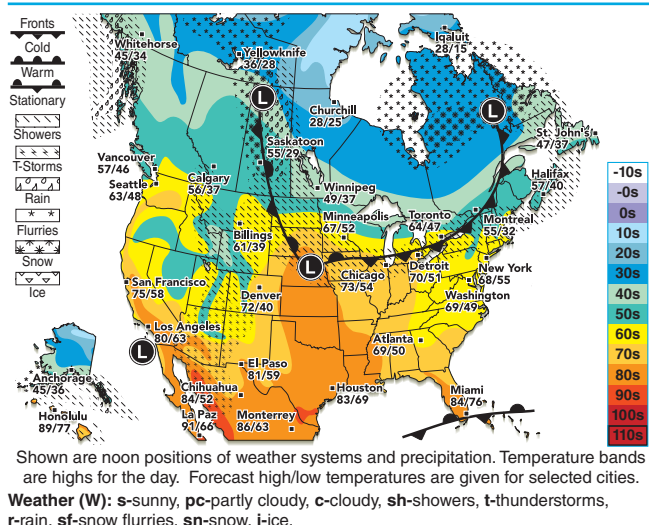 Fronts
Cold
Warm
Stationary
Showers
T-Storms
Rain
Flurries
Snow
Ice
Whitehorse
45/34
Yellowknife
36/28
Iqaluit
28/15
Churchill
28/25
L
L
St. John's
47/37
Saskatoon
55/29
Vancouver
57/46
Seattle
63/48
Calgary
56/37
Winnipeg
49/37
Halifax
57/40
Billings
61/39
Minneapolis
67/52
Toronto
64/47
Montreal
55/32
L
Chicago
73/54
Detroit
70/51
New York
68/55
San Francisco
75/58
Denver
72/40
Washington
69/49
Los Angeles
80/63
L
Atlanta
69/50
El Paso
81/59
Anchorage
45/36
Chihuahua
84/52
Houston
83/69
Miami
84/76
Honolulu
89/77
La Paz
91/66
Monterrey
86/63
-10s
-0s
0s
10s
20s
30s
40s
50s
60s
70s
80s
90s
100s
110s
Shown are noon positions of weather systems and precipitation. Temperature bands
are highs for the day. Forecast high/low temperatures are given for selected cities.
Weather (W): s-sunny, pc-partly cloudy, c-cloudy, sh-showers, t-thunderstorms,
r-rain, sf-snow flurries, sn-snow, i-ice.